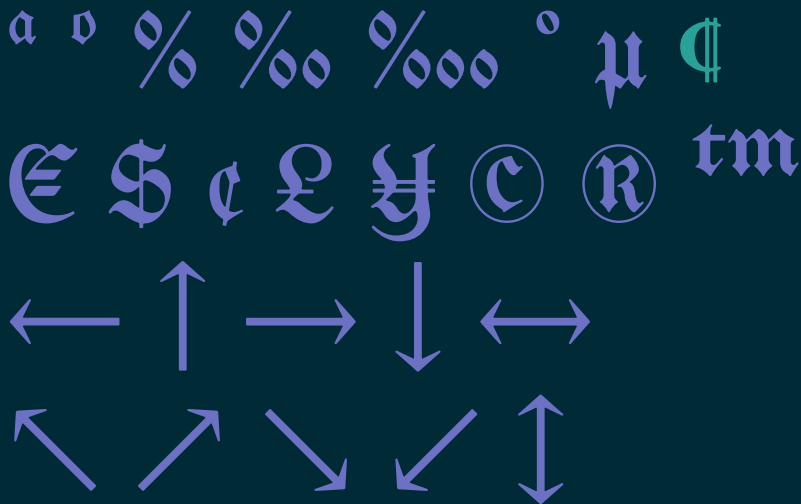 ª º % ‰ ‱ ° µ ¶
€ $ ¢ £ ¥ © ® ™
← ↑ → ↓ ↔
↖ ↗ ↘ ↙ ↕